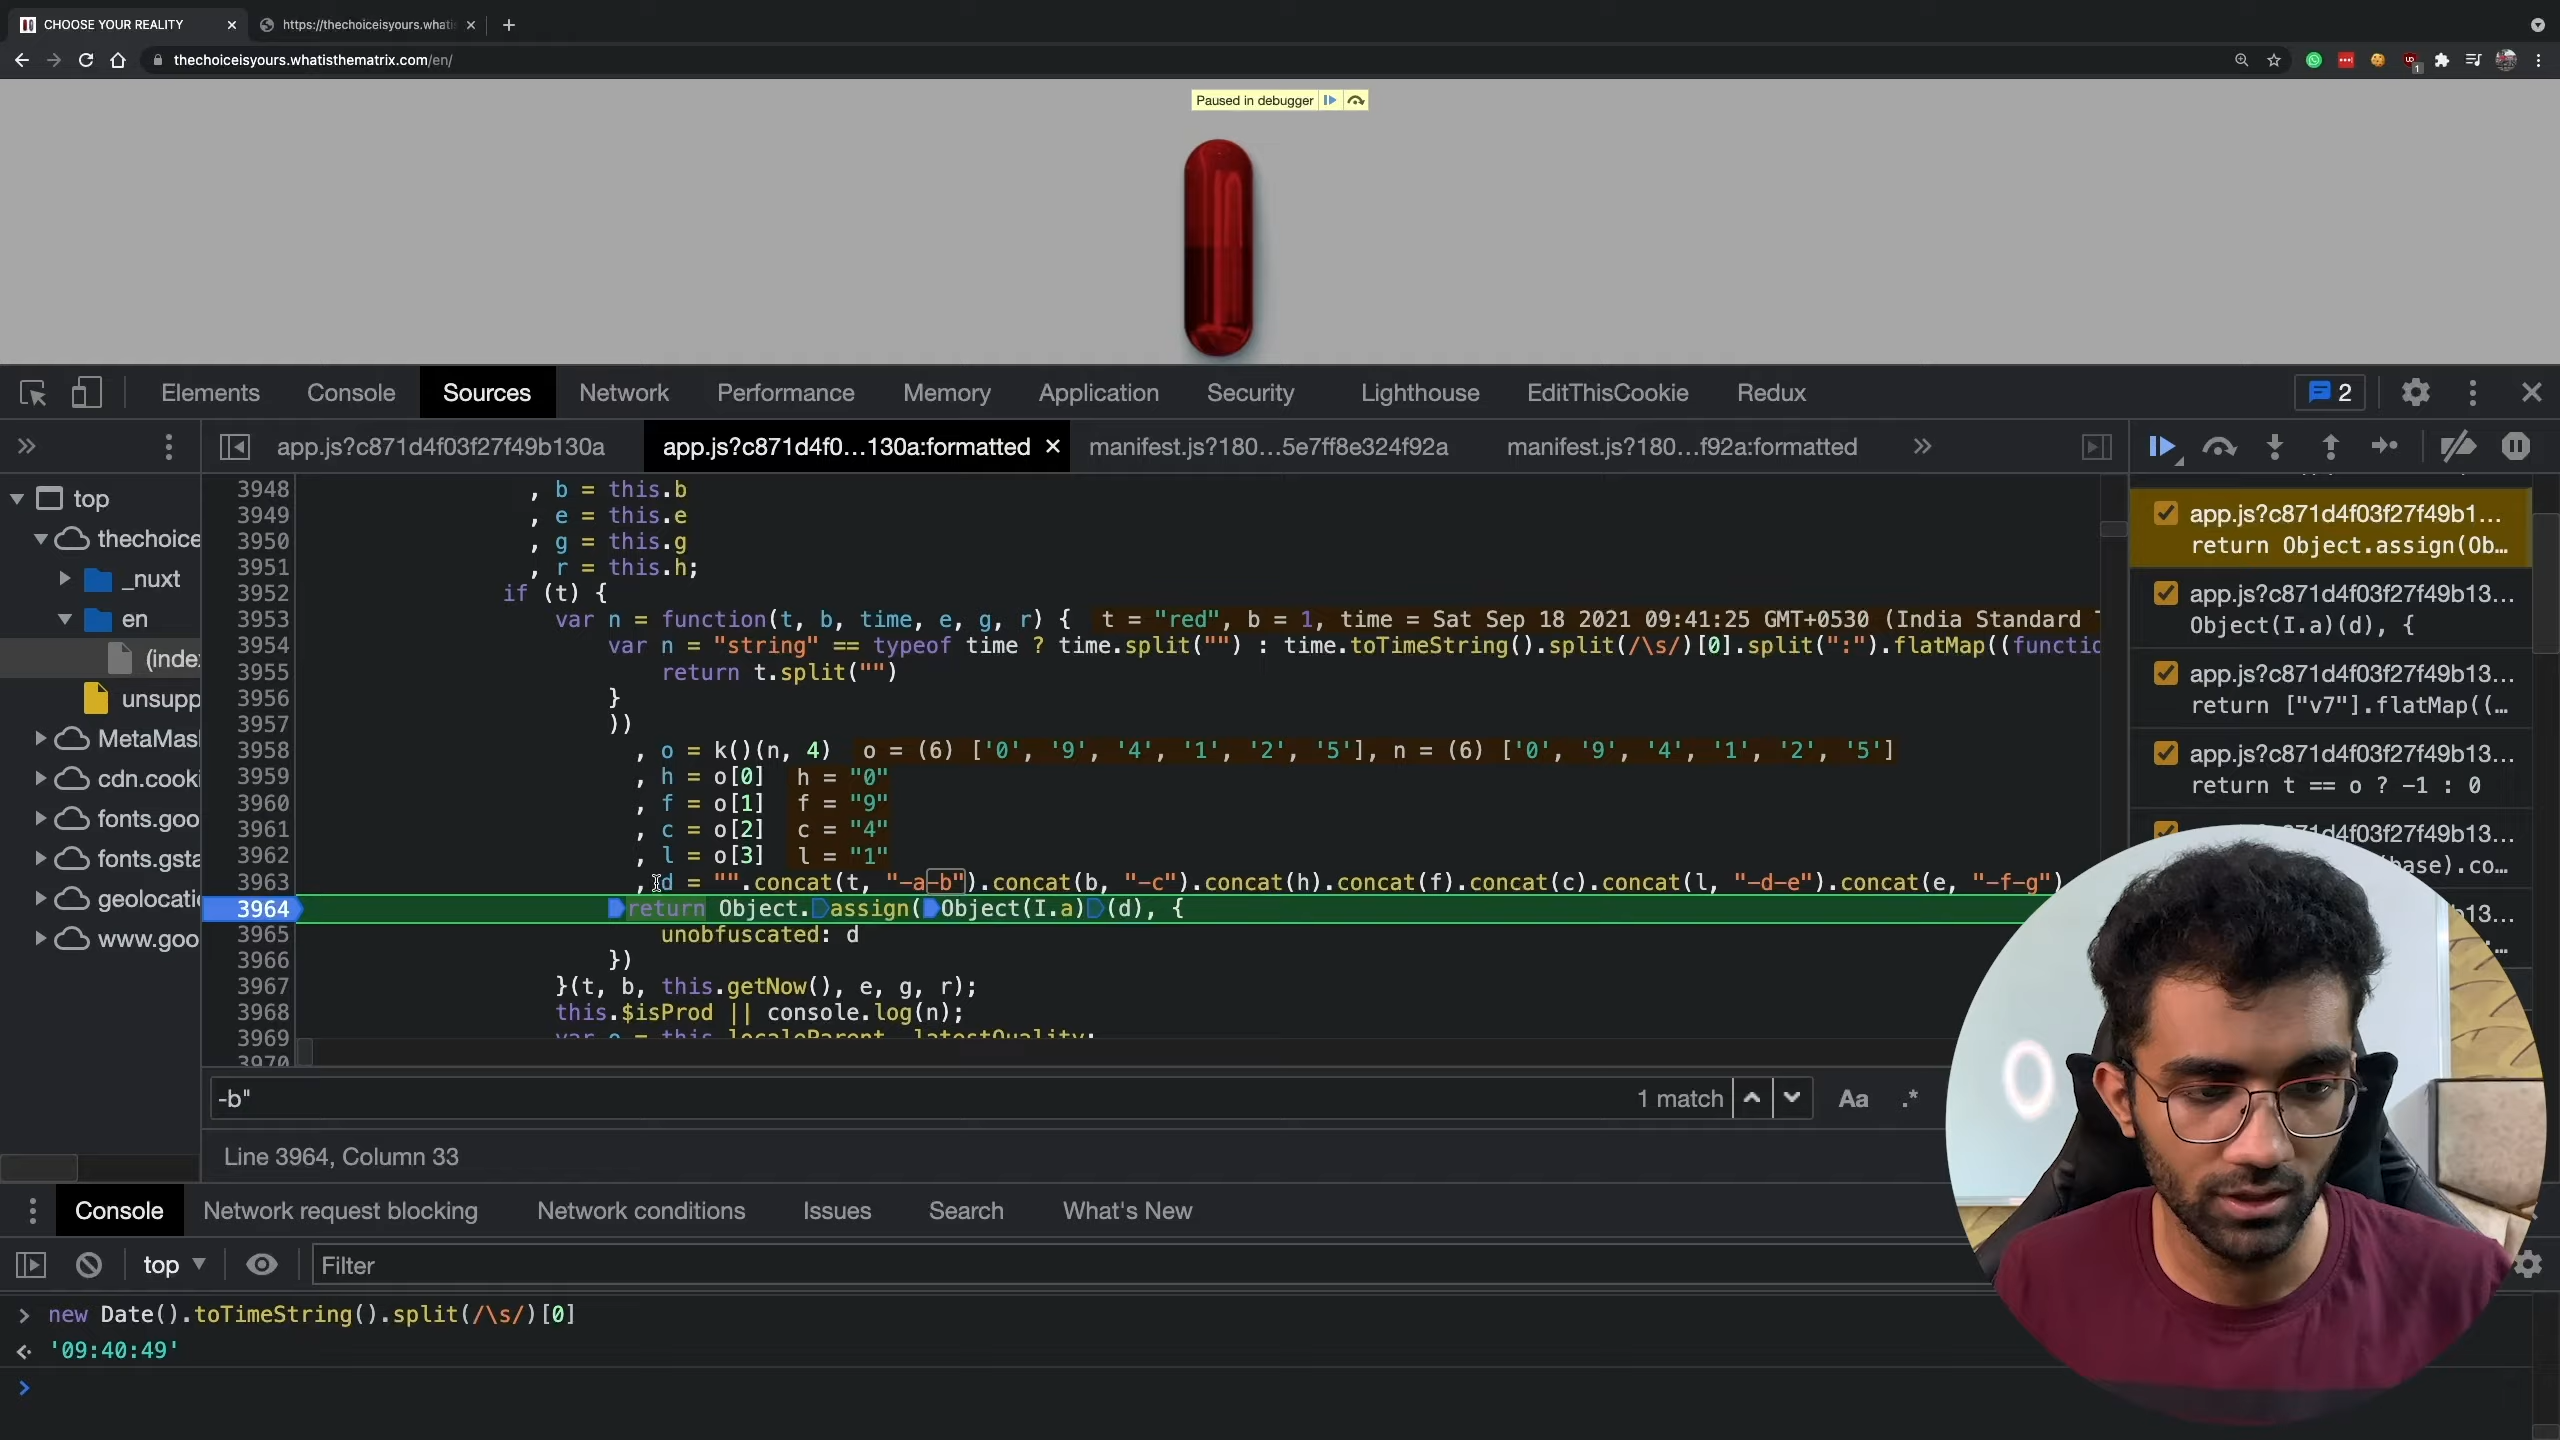 CHOOSE YOUR REALITY
https://thechoiceisyours.whati
thechoiceisyours.whatisthematrix.com/en/
1
Paused in debugger
Elements Console Sources Network Performance Memory Application Security Lighthouse EditThisCookie Redux 2
app.js?c871d4f03f27f49b130a app.js?c871d4f0…130a:formatted manifest.js?180…5e7ff8e324f92a manifest.js?180…f92a:formatted
top
thechoice
_nuxt
en
(inde
unsupp
MetaMas
cdn.cooki
fonts.goo
fonts.gsta
geolocati
www.goo
3948 , b = this.b
3949 , e = this.e
3950 , g = this.g
3951 , r = this.h;
3952 if (t) {
3953 var n = function(t, b, time, e, g, r) { t = "red", b = 1, time = Sat Sep 18 2021 09:41:25 GMT+0530 (India Standard T
3954 var n = "string" == typeof time ? time.split("") : time.toTimeString().split(/\s/)[0].split(":").flatMap((functio
3955 return t.split("")
3956 }
3957 ))
3958 , o = k()(n, 4) o = (6) ['0', '9', '4', '1', '2', '5'], n = (6) ['0', '9', '4', '1', '2', '5']
3959 , h = o[0] h = "0"
3960 , f = o[1] f = "9"
3961 , c = o[2] c = "4"
3962 , l = o[3] l = "1"
3963 , d = "".concat(t, "-a-b").concat(b, "-c").concat(h).concat(f).concat(c).concat(l, "-d-e").concat(e, "-f-g")
3964 return Object.assign(Object(I.a)(d), {
3965 unobfuscated: d
3966 })
3967 }(t, b, this.getNow(), e, g, r);
3968 this.$isProd || console.log(n);
3969 var o = this.localeParent, latestQuality;
3970
app.js?c871d4f03f27f49b1…
return Object.assign(Ob…
app.js?c871d4f03f27f49b13…
Object(I.a)(d), {
app.js?c871d4f03f27f49b13…
return ["v7"].flatMap((…
app.js?c871d4f03f27f49b13…
return t == o ? -1 : 0
-b"
1 match
Aa .*
Line 3964, Column 33
Console Network request blocking Network conditions Issues Search What's New
top Filter
new Date().toTimeString().split(/\s/)[0]
'09:40:49'